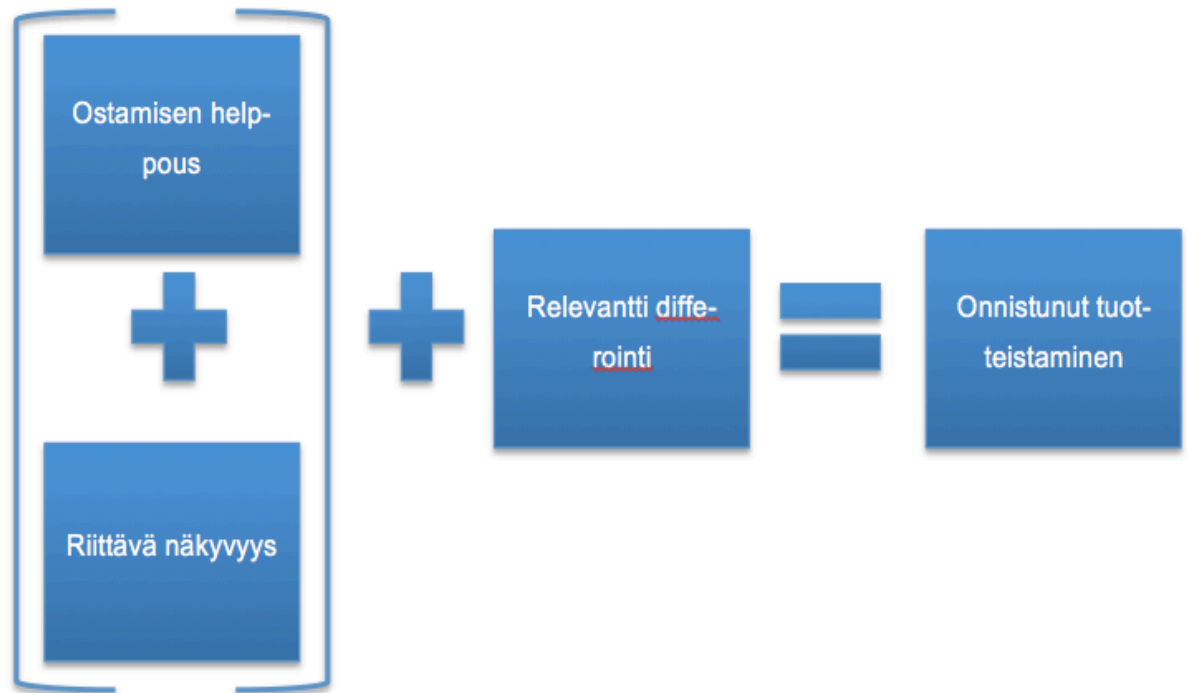 Ostamisen help-
pous
Relevantti diffe-
rointi
Onnistunut tuot-
teistaminen
Riittävä näkyvyys